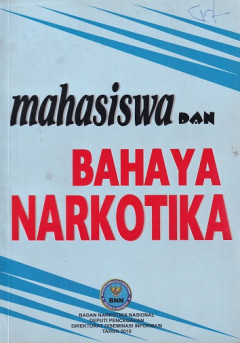 mahasiswa DAN
BAHAYA
NARKOTIKA
BNN
BADAN NARKOTIKA NASIONAL
DEPUTI PENCEGAHAN
DIREKTORAT DISEMINASI INFORMASI
TAHUN 2010